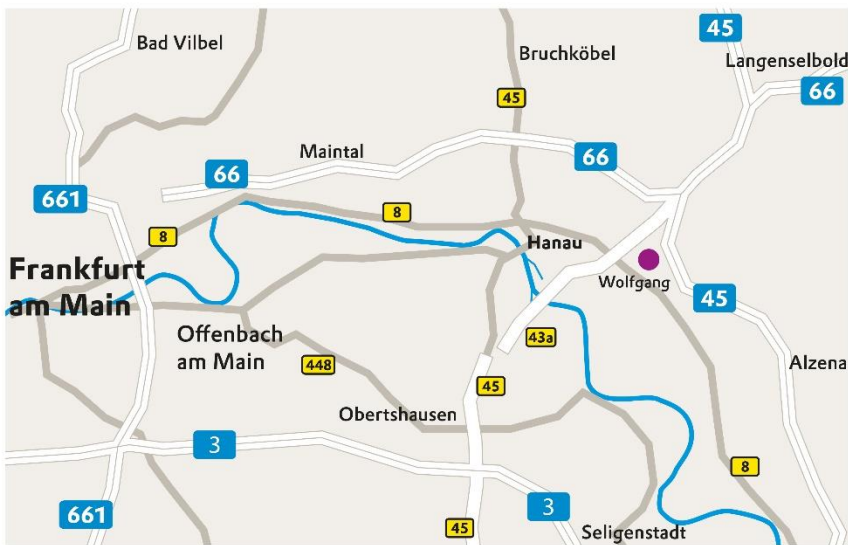 45
Bad Vilbel
Bruchköbel
Langenselbold
66
45
Maintal
66
66
661
8
8
Hanau
Frankfurt
am Main
Wolfgang
45
Offenbach
am Main
43a
448
Alzena
45
Obertshausen
3
8
661
3
45
Seligenstadt